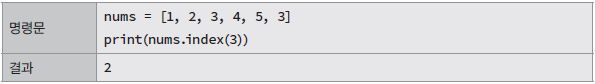 명령문
nums = [1, 2, 3, 4, 5, 3]
print(nums.index(3))
결과
2